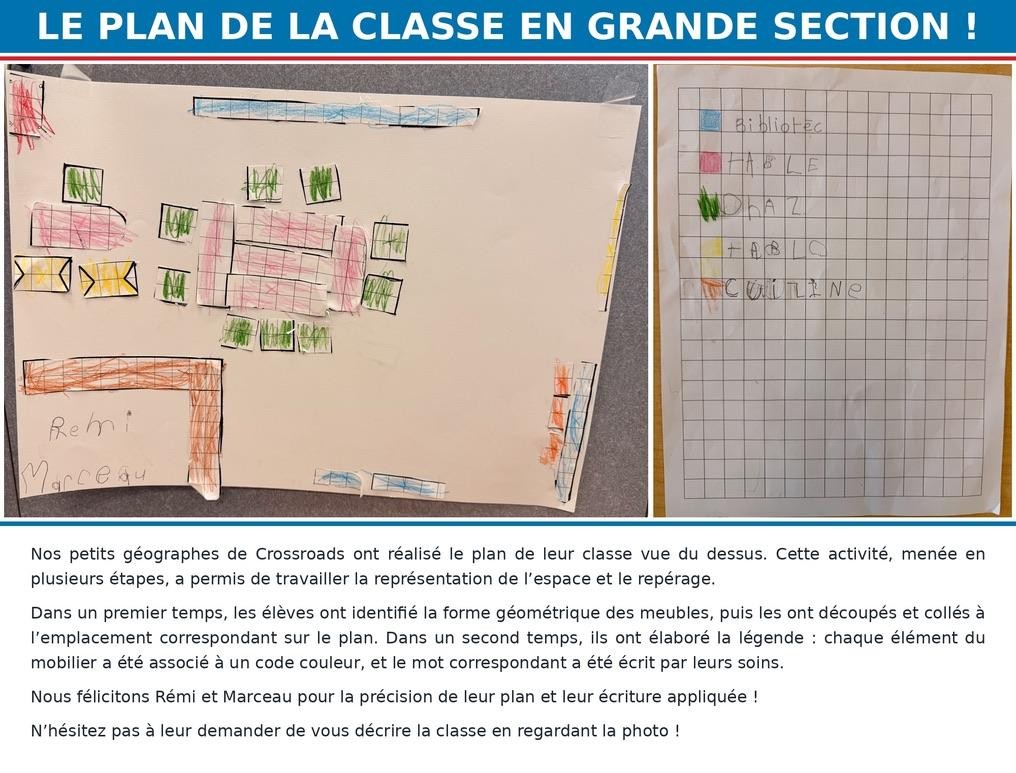 LE PLAN DE LA CLASSE EN GRANDE SECTION !
Remi
Marceau
Bibliotec
TABLE
TABLO
CUiZINe
Nos petits géographes de Crossroads ont réalisé le plan de leur classe vue du dessus. Cette activité, menée en
plusieurs étapes, a permis de travailler la représentation de l’espace et le repérage.
Dans un premier temps, les élèves ont identifié la forme géométrique des meubles, puis les ont découpés et collés à
l’emplacement correspondant sur le plan. Dans un second temps, ils ont élaboré la légende : chaque élément du
mobilier a été associé à un code couleur, et le mot correspondant a été écrit par leurs soins.
Nous félicitons Rémi et Marceau pour la précision de leur plan et leur écriture appliquée !
N’hésitez pas à leur demander de vous décrire la classe en regardant la photo !